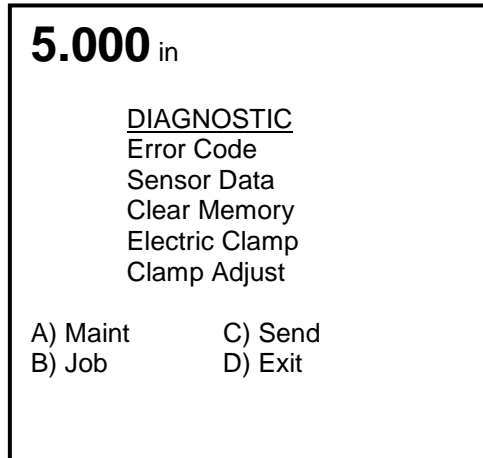 5.000 in
DIAGNOSTIC
Error Code
Sensor Data
Clear Memory
Electric Clamp
Clamp Adjust
A) Maint C) Send
B) Job D) Exit